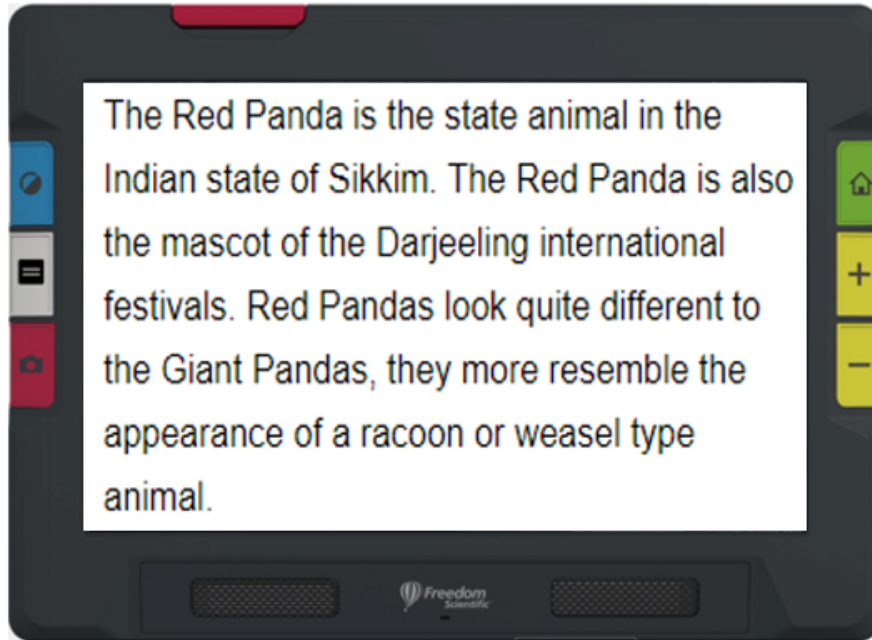 The Red Panda is the state animal in the
Indian state of Sikkim. The Red Panda is also
the mascot of the Darjeeling international
festivals. Red Pandas look quite different to
the Giant Pandas, they more resemble the
appearance of a racoon or weasel type
animal.
Freedom
Scientific